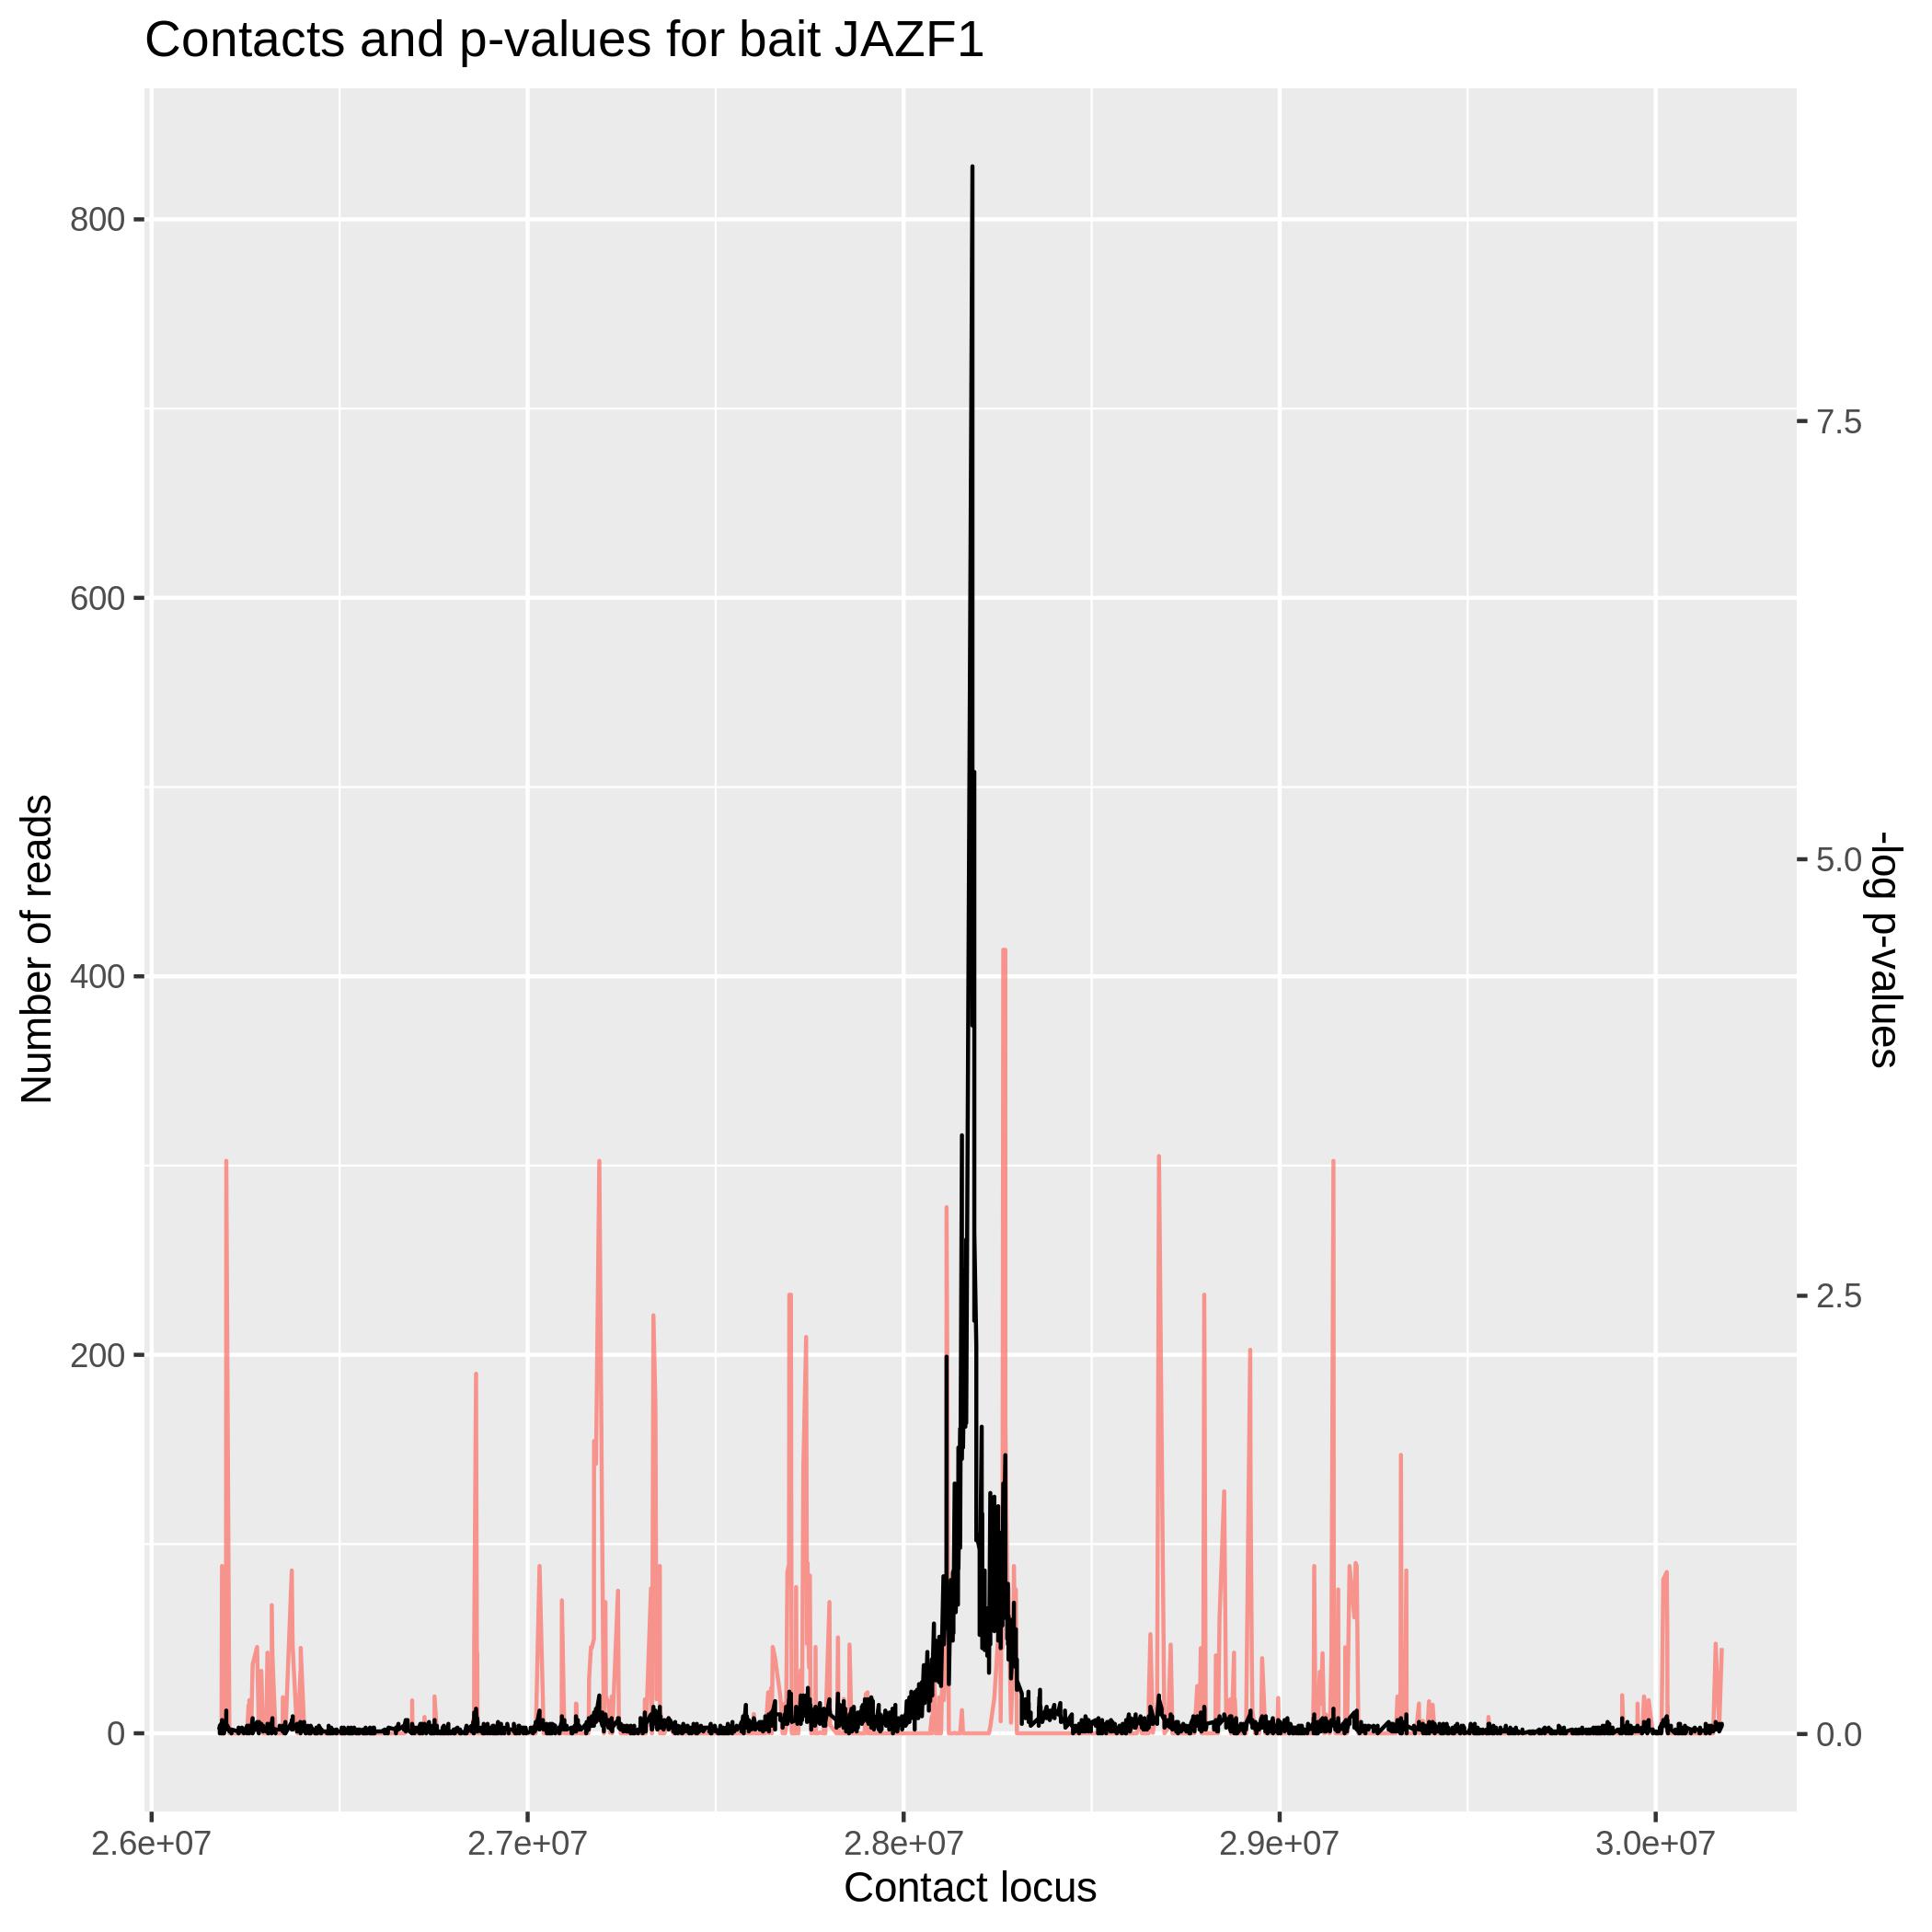 Contacts and p-values for bait JAZF1
800
600
400
200
0
Number of reads
7.5
5.0
2.5
0.0
-log p-values
2.6e+07
2.7e+07
2.8e+07
2.9e+07
3.0e+07
Contact locus